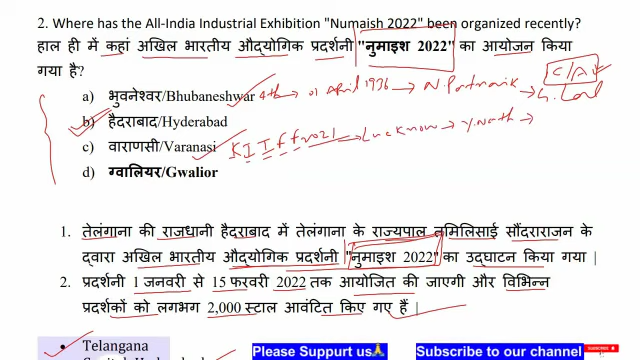 2. Where has the All-India Industrial Exhibition "Numaish 2022" been organized recently?
हाल ही में कहां अखिल भारतीय औद्योगिक प्रदर्शनी "नुमाइश 2022" का आयोजन किया
गया है?
a) भुवनेश्वर/Bhubaneshwar 4th → 01 April 1936 → N. Patnaik → G. Lal
C/A
b) हैदराबाद/Hyderabad
c) वाराणसी/Varanasi KIIFF 2021 → Lucknow → Y. Nath →
d) ग्वालियर/Gwalior
1. तेलंगाना की राजधानी हैदराबाद में तेलंगाना के राज्यपाल तमिलिसाई सौंदराराजन के
द्वारा अखिल भारतीय औद्योगिक प्रदर्शनी "नुमाइश 2022" का उद्घाटन किया गया |
2. प्रदर्शनी 1 जनवरी से 15 फरवरी 2022 तक आयोजित की जाएगी और विभिन्न
प्रदर्शकों को लगभग 2,000 स्टाल आवंटित किए गए हैं |
Telangana
Please Suppurt us🙏 Subscribe to our channel